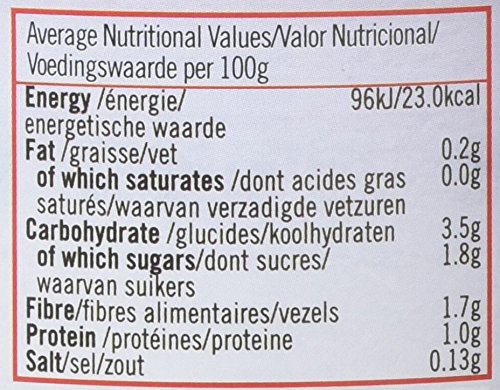 Average Nutritional Values/Valor Nutricional/
Voedingswaarde per 100g
Energy /énergie/ 96kJ/23.0kcal
energetische waarde
Fat /graisse/vet 0.2g
of which saturates /dont acides gras 0.0g
saturés/waarvan verzadigde vetzuren
Carbohydrate /glucides/koolhydraten 3.5g
of which sugars/dont sucres/ 1.8g
waarvan suikers
Fibre/fibres alimentaires/vezels 1.7g
Protein /protéines/proteine 1.0g
Salt/sel/zout 0.13g